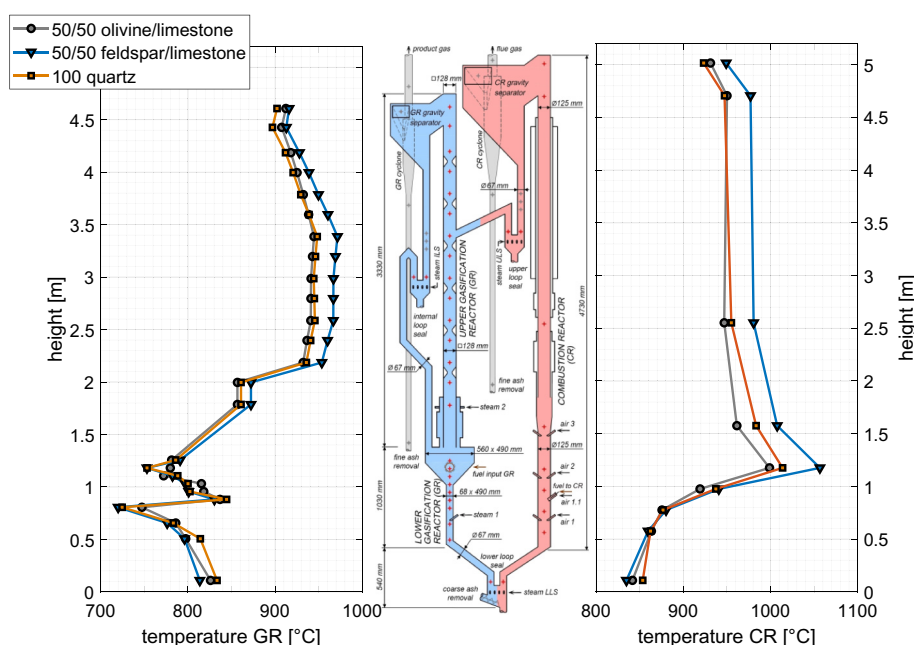 50/50 olivine/limestone
50/50 feldspar/limestone
100 quartz
4.5
4
3.5
3
2.5
2
1.5
1
0.5
0
height [m]
700
800
900
1000
temperature GR [°C]
product gas
flue gas
□128 mm
GR gravity
separator
CR gravity
separator
Ø125 mm
GR cyclone
CR cyclone
Ø 67 mm
3330 mm
4730 mm
steam ILS
steam ULS
internal
loop seal
upper
loop
seal
UPPER GASIFICATION
REACTOR (GR)
COMBUSTION REACTOR
(CR)
□128 mm
Ø 67 mm
fine ash
removal
steam 2
air 3
560 x 490 mm
Ø125 mm
fine ash
removal
fuel input GR
air 2
68 x 490 mm
fuel to CR
air 1.1
LOWER
GASIFICATION
REACTOR (GR)
1030 mm
steam 1
air 1
Ø67 mm
lower loop
seal
540 mm
coarse ash
removal
steam LLS
5
4.5
4
3.5
3
2.5
2
1.5
1
0.5
0
height [m]
800
900
1000
1100
temperature CR [°C]